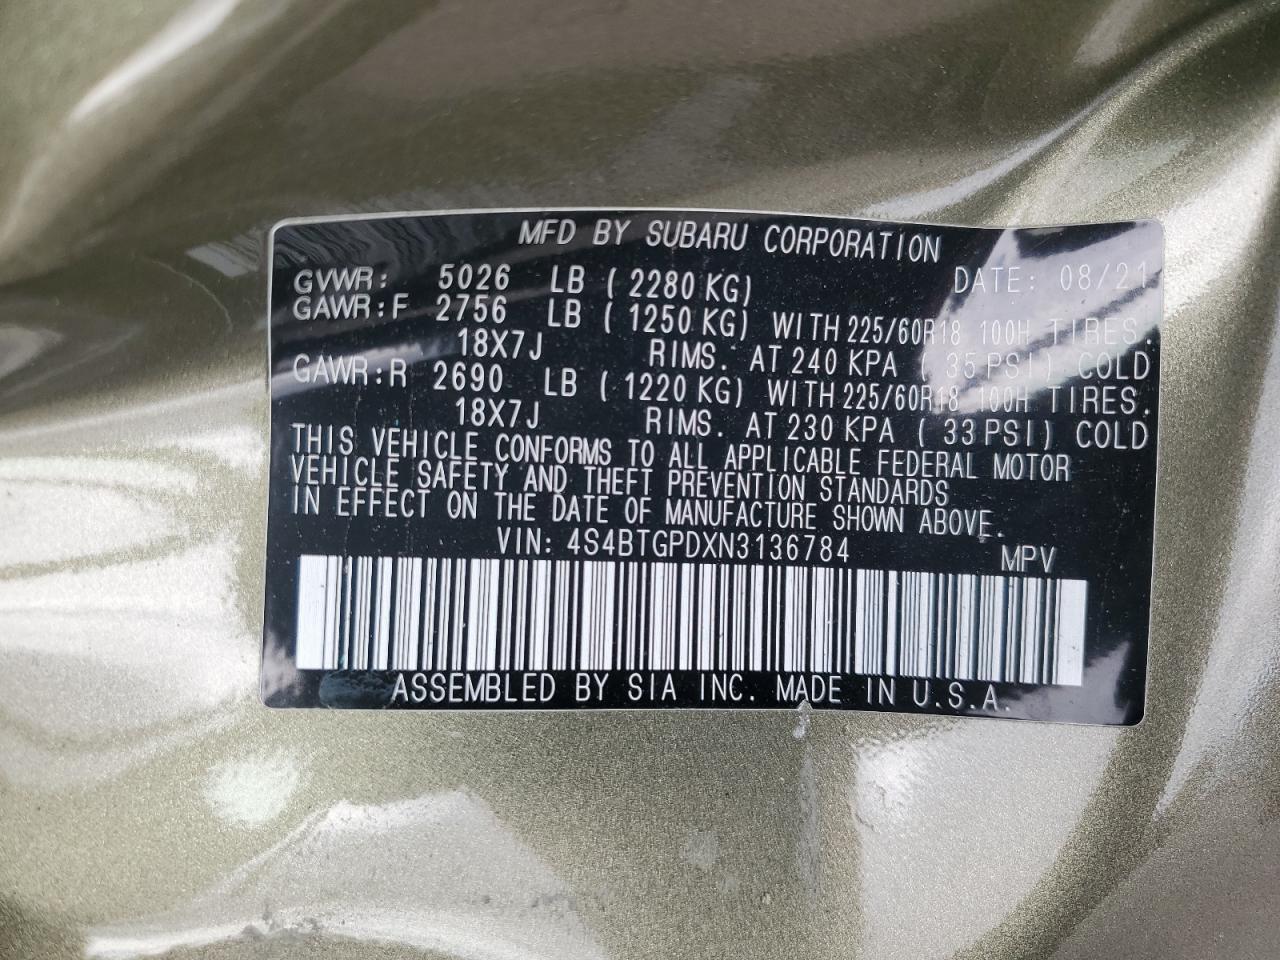 MFD BY SUBARU CORPORATION
GVWR: 5026 LB ( 2280 KG) DATE: 08/21
GAWR:F 2756 LB ( 1250 KG) WITH 225/60R18 100H TIRES.
18X7J RIMS. AT 240 KPA ( 35 PSI) COLD
GAWR:R 2690 LB ( 1220 KG) WITH 225/60R18 100H TIRES.
18X7J RIMS. AT 230 KPA ( 33 PSI) COLD
THIS VEHICLE CONFORMS TO ALL APPLICABLE FEDERAL MOTOR
VEHICLE SAFETY AND THEFT PREVENTION STANDARDS
IN EFFECT ON THE DATE OF MANUFACTURE SHOWN ABOVE.
VIN: 4S4BTGPDXN3136784 MPV
ASSEMBLED BY SIA INC. MADE IN U.S.A.